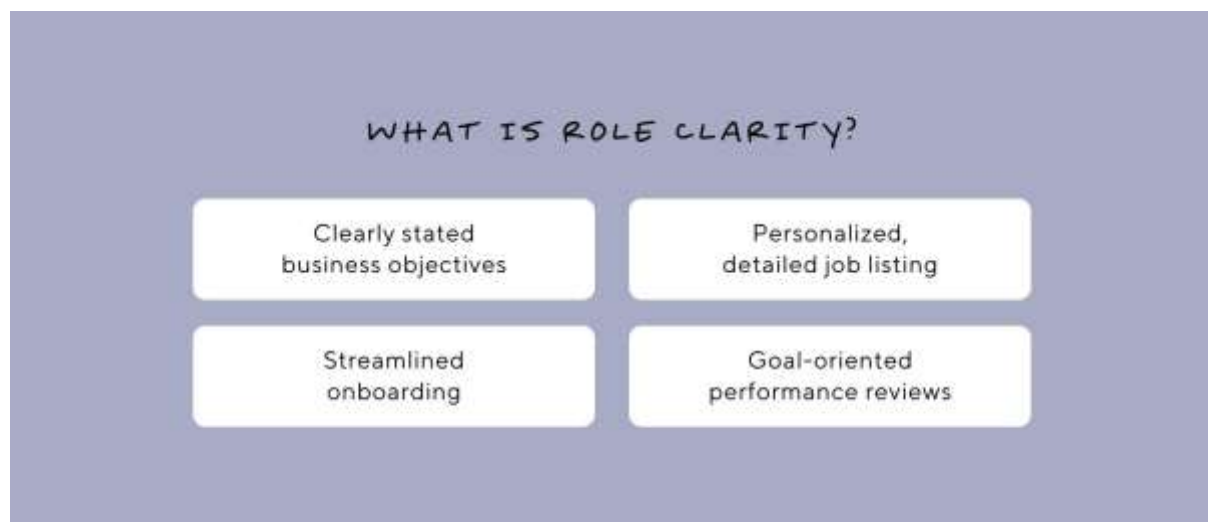 WHAT IS ROLE CLARITY?
Clearly stated
business objectives
Personalized,
detailed job listing
Streamlined
onboarding
Goal-oriented
performance reviews